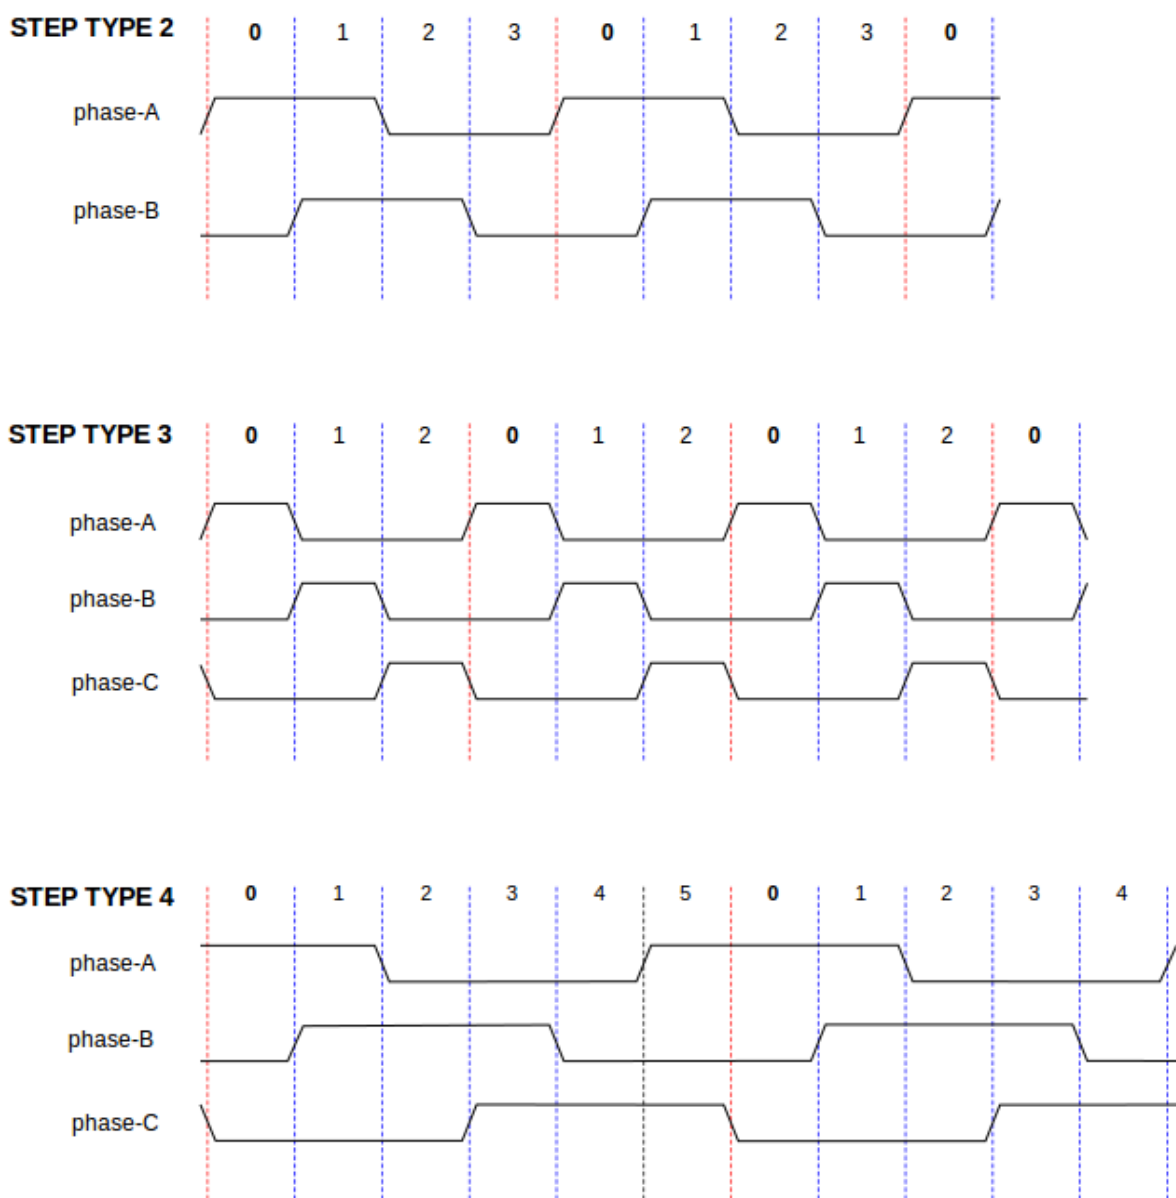 STEP TYPE 2 0 1 2 3 0 1 2 3 0
phase-A
phase-B
STEP TYPE 3 0 1 2 0 1 2 0 1 2 0
phase-A
phase-B
phase-C
STEP TYPE 4 0 1 2 3 4 5 0 1 2 3 4
phase-A
phase-B
phase-C